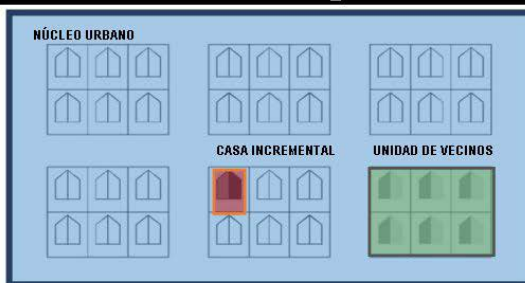 NÚCLEO URBANO
CASA INCREMENTAL
UNIDAD DE VECINOS